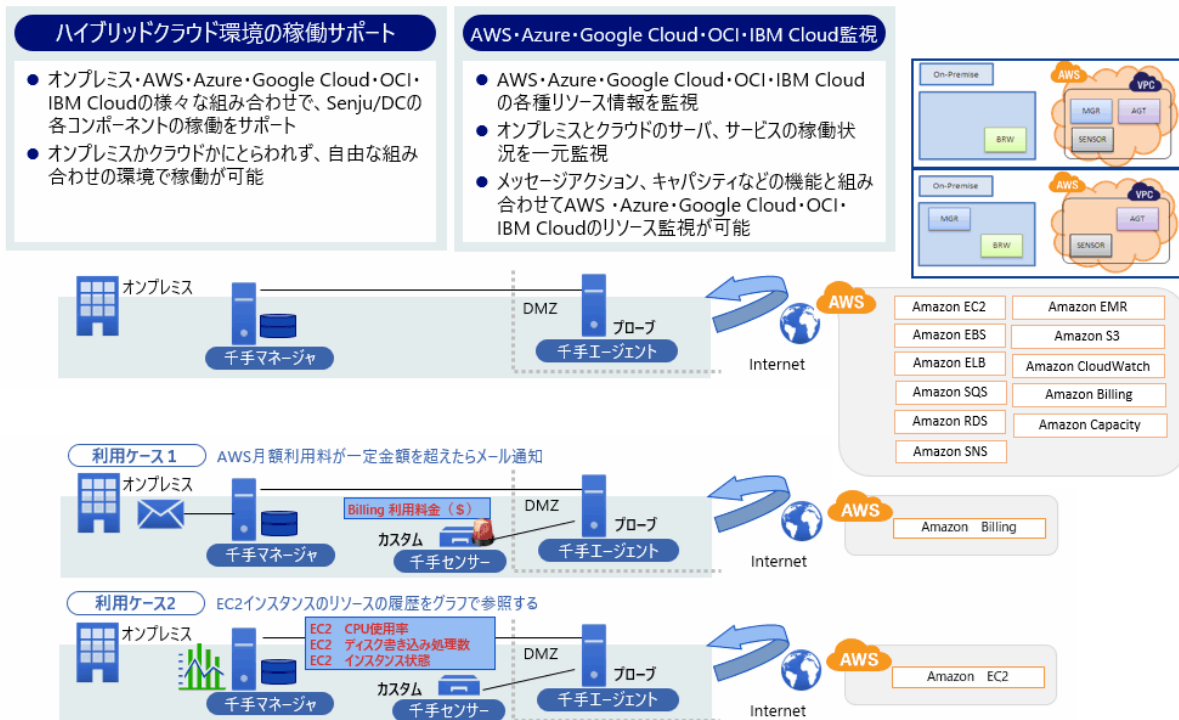 ハイブリッドクラウド環境の稼働サポート
● オンプレミス・AWS・Azure・Google Cloud・OCI・
IBM Cloudの様々な組み合わせで、Senju/DCの
各コンポーネントの稼働をサポート
● オンプレミスかクラウドかにとらわれず、自由な組み
合わせの環境で稼働が可能
AWS・Azure・Google Cloud・OCI・IBM Cloud監視
● AWS・Azure・Google Cloud・OCI・IBM Cloud
の各種リソース情報を監視
● オンプレミスとクラウドのサーバ、サービスの稼働状
況を一元監視
● メッセージアクション、キャパシティなどの機能と組み
合わせてAWS ・Azure・Google Cloud・OCI・
IBM Cloudのリソース監視が可能
On-Premise
BRW
AWS
VPC
MGR
AGT
SENSOR
On-Premise
MGR
BRW
AWS
VPC
AGT
SENSOR
オンプレミス
千手マネージャ
DMZ
プローブ
千手エージェント
Internet
AWS
Amazon EC2
Amazon EBS
Amazon ELB
Amazon SQS
Amazon RDS
Amazon SNS
Amazon EMR
Amazon S3
Amazon CloudWatch
Amazon Billing
Amazon Capacity
利用ケース１
AWS月額利用料が一定金額を超えたらメール通知
オンプレミス
千手マネージャ
Billing 利用料金（＄）
カスタム
千手センサー
DMZ
プローブ
千手エージェント
Internet
AWS
Amazon Billing
利用ケース2
EC2インスタンスのリソースの履歴をグラフで参照する
オンプレミス
千手マネージャ
EC2 CPU使用率
EC2 ディスク書き込み処理数
EC2 インスタンス状態
カスタム
千手センサー
DMZ
プローブ
千手エージェント
Internet
AWS
Amazon EC2